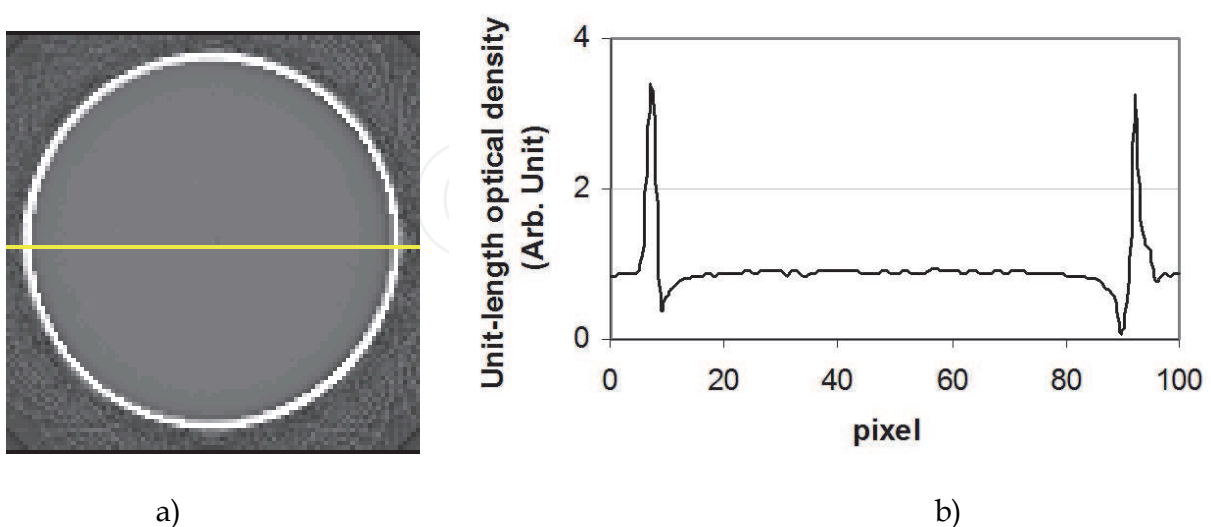 Unit-length optical density
(Arb. Unit)
4
2
0
0 20 40 60 80 100
pixel
a) b)